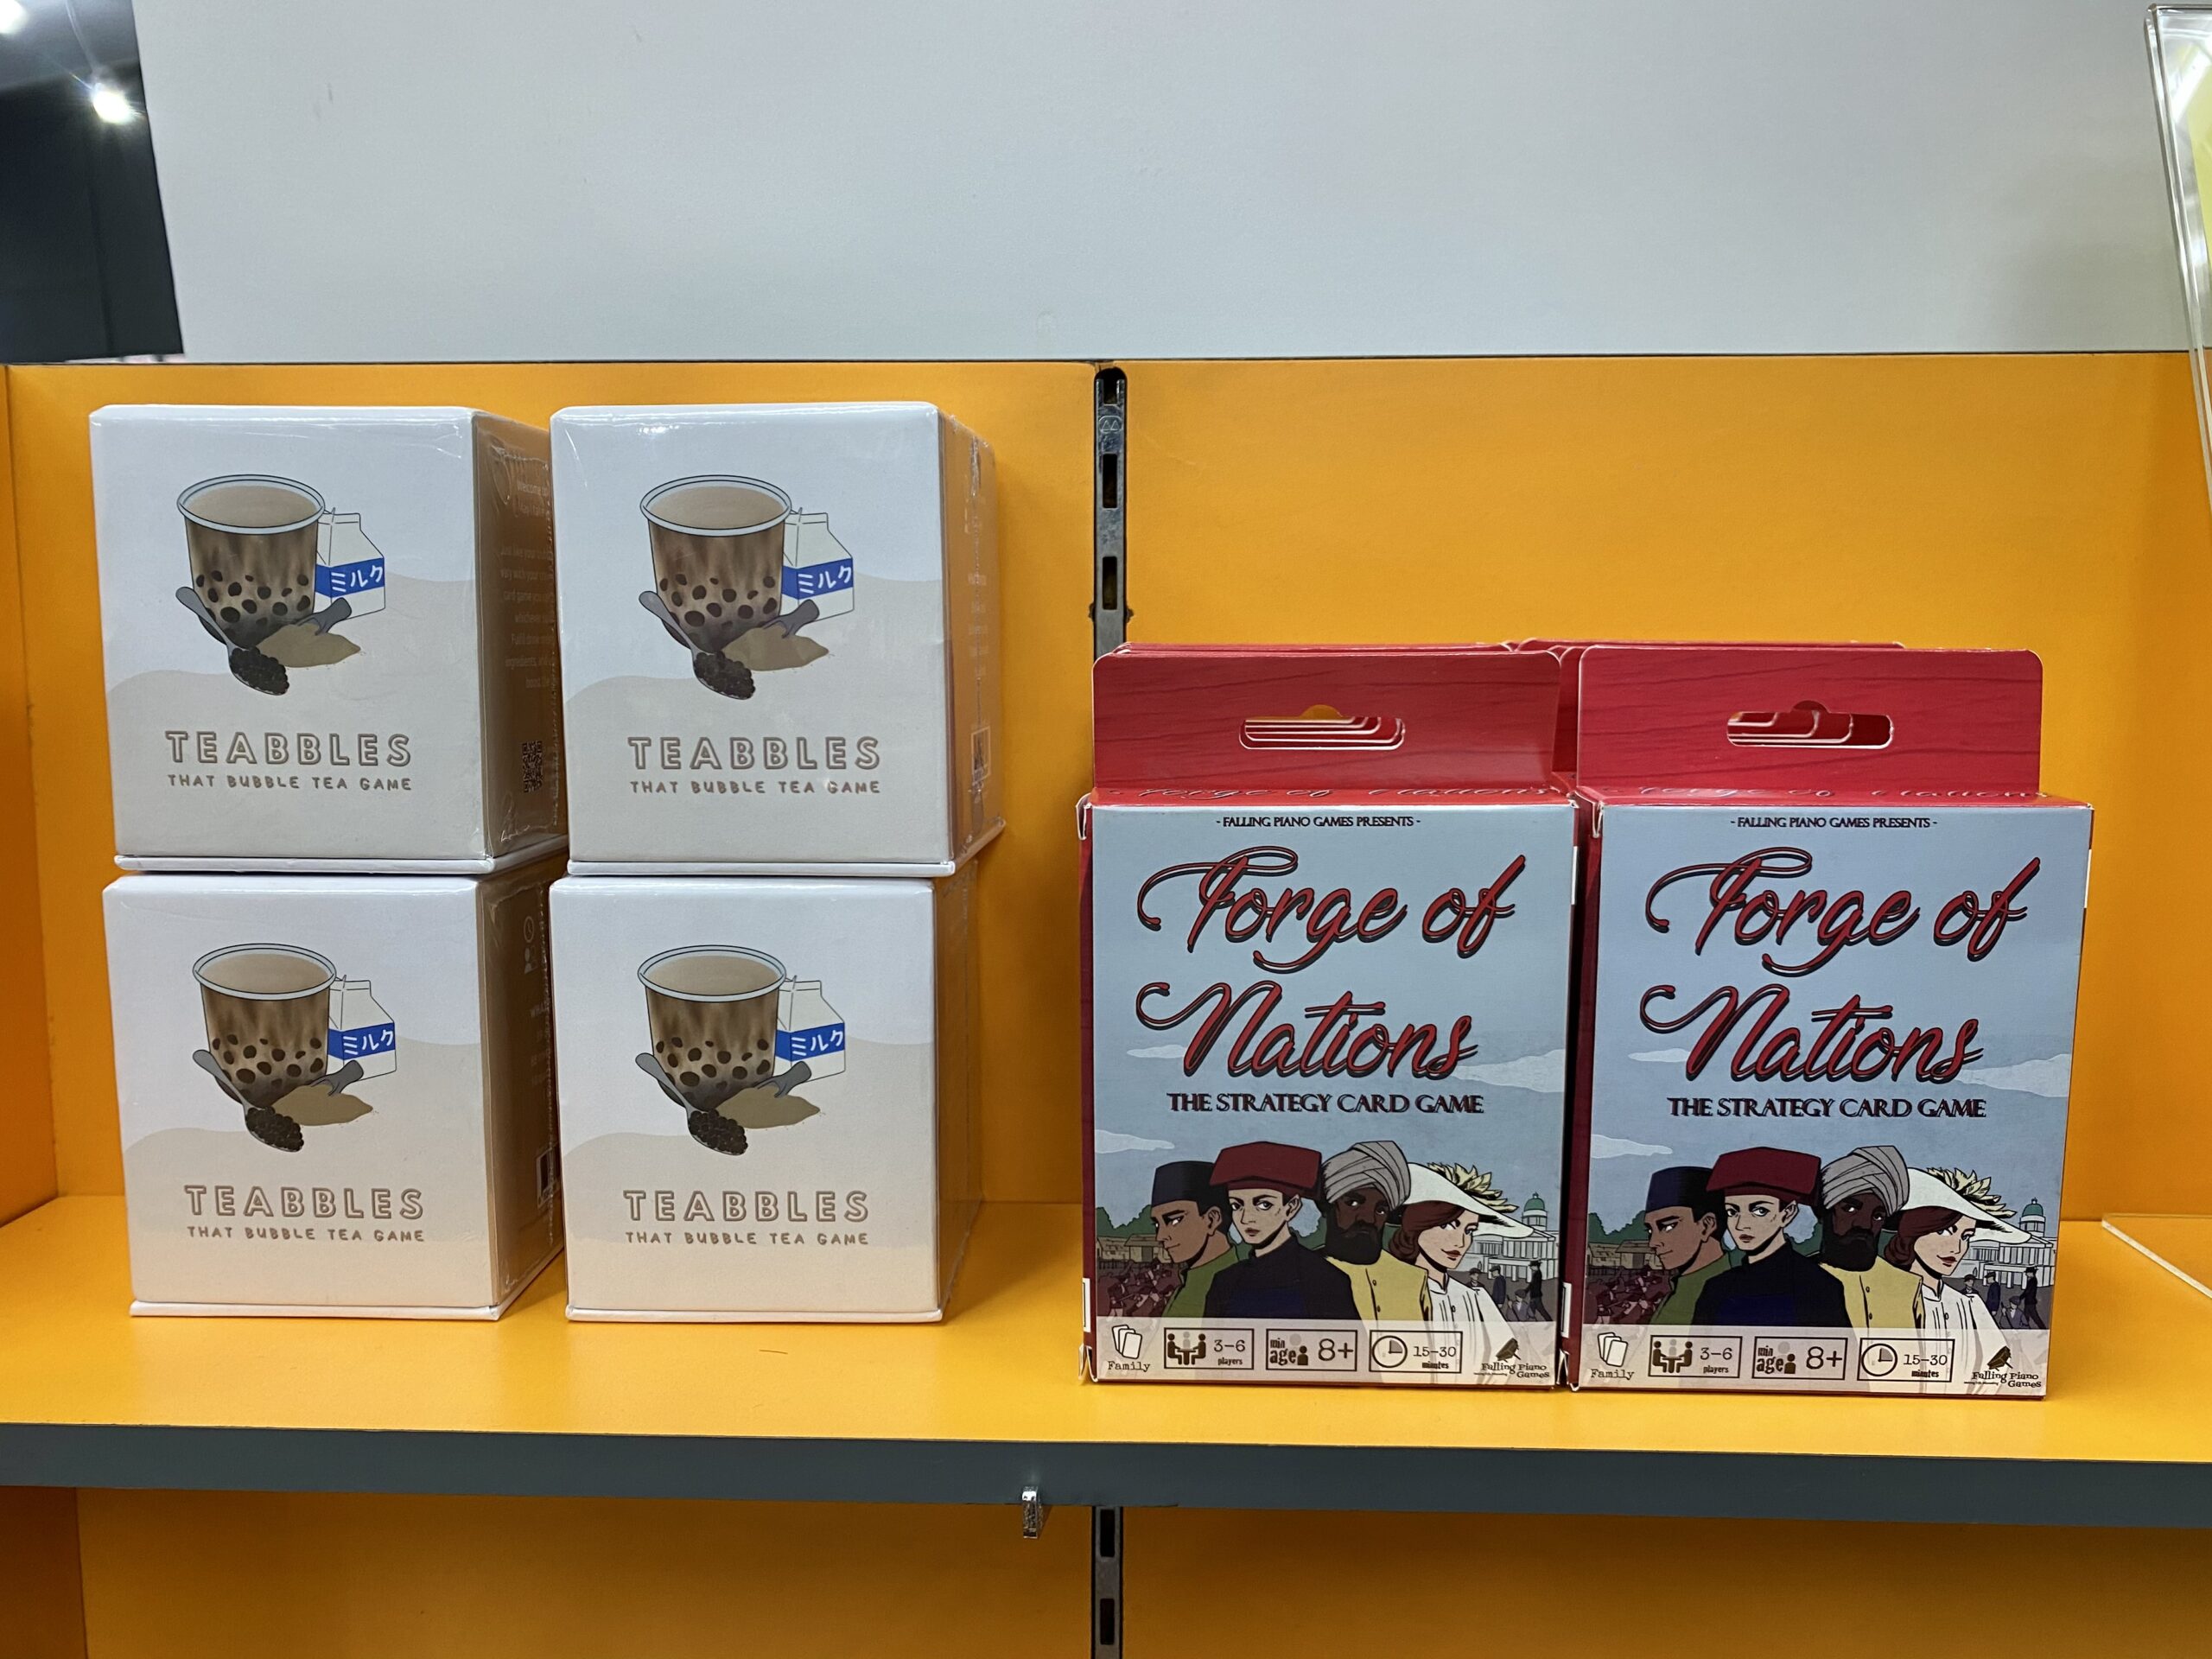 ミルク
TEABBLES
THAT BUBBLE TEA GAME
ミルク
TEABBLES
THAT BUBBLE TEA GAME
ミルク
TEABBLES
THAT BUBBLE TEA GAME
ミルク
TEABBLES
THAT BUBBLE TEA GAME
- FALLING PIANO GAMES PRESENTS -
Forge of
Nations
THE STRATEGY CARD GAME
Family
3-6
players
min
age
8+
15-30
minutes
Falling Piano
Games
- FALLING PIANO GAMES PRESENTS -
Forge of
Nations
THE STRATEGY CARD GAME
Family
3-6
players
min
age
8+
15-30
minutes
Falling Piano
Games